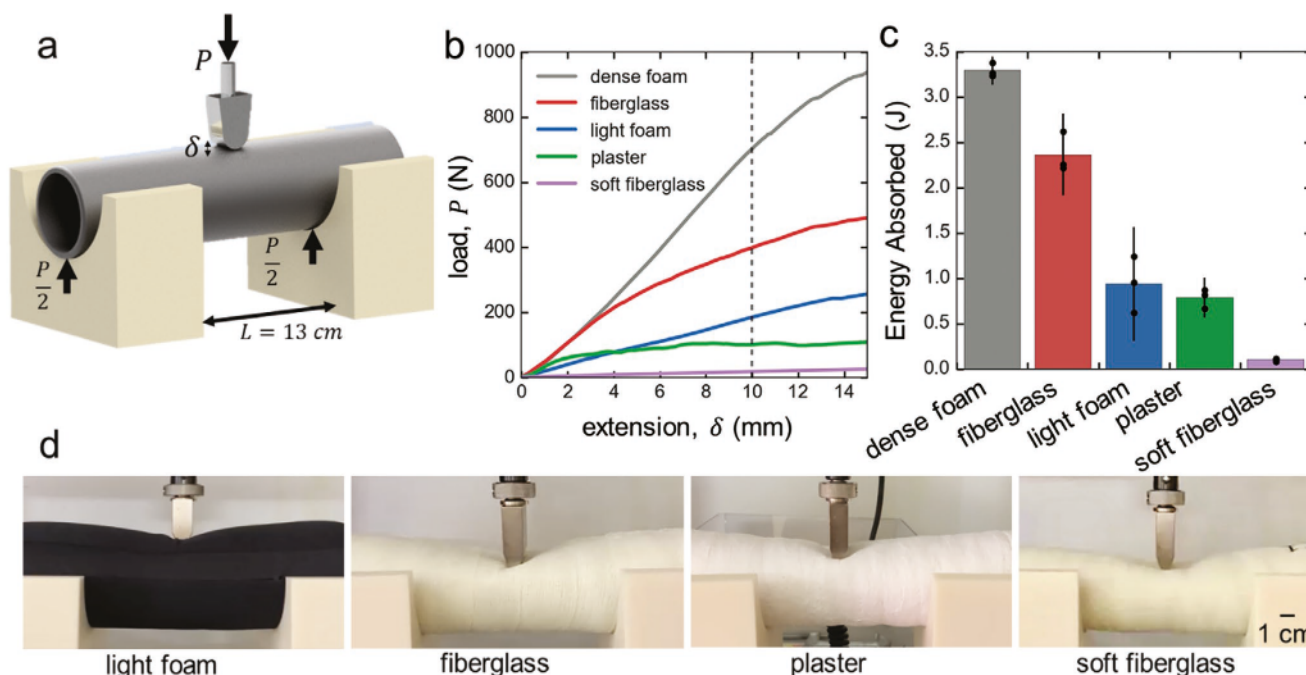 a
P
δ
P
2
P
2
L = 13 cm
b
1000
800
600
400
200
0
load, P (N)
dense foam
fiberglass
light foam
plaster
soft fiberglass
0 2 4 6 8 10 12 14
extension, δ (mm)
c
3.5
3.0
2.5
2.0
1.5
1.0
0.5
0.0
Energy Absorbed (J)
dense foam
fiberglass
light foam
plaster
soft fiberglass
d
1 cm
light foam
fiberglass
plaster
soft fiberglass